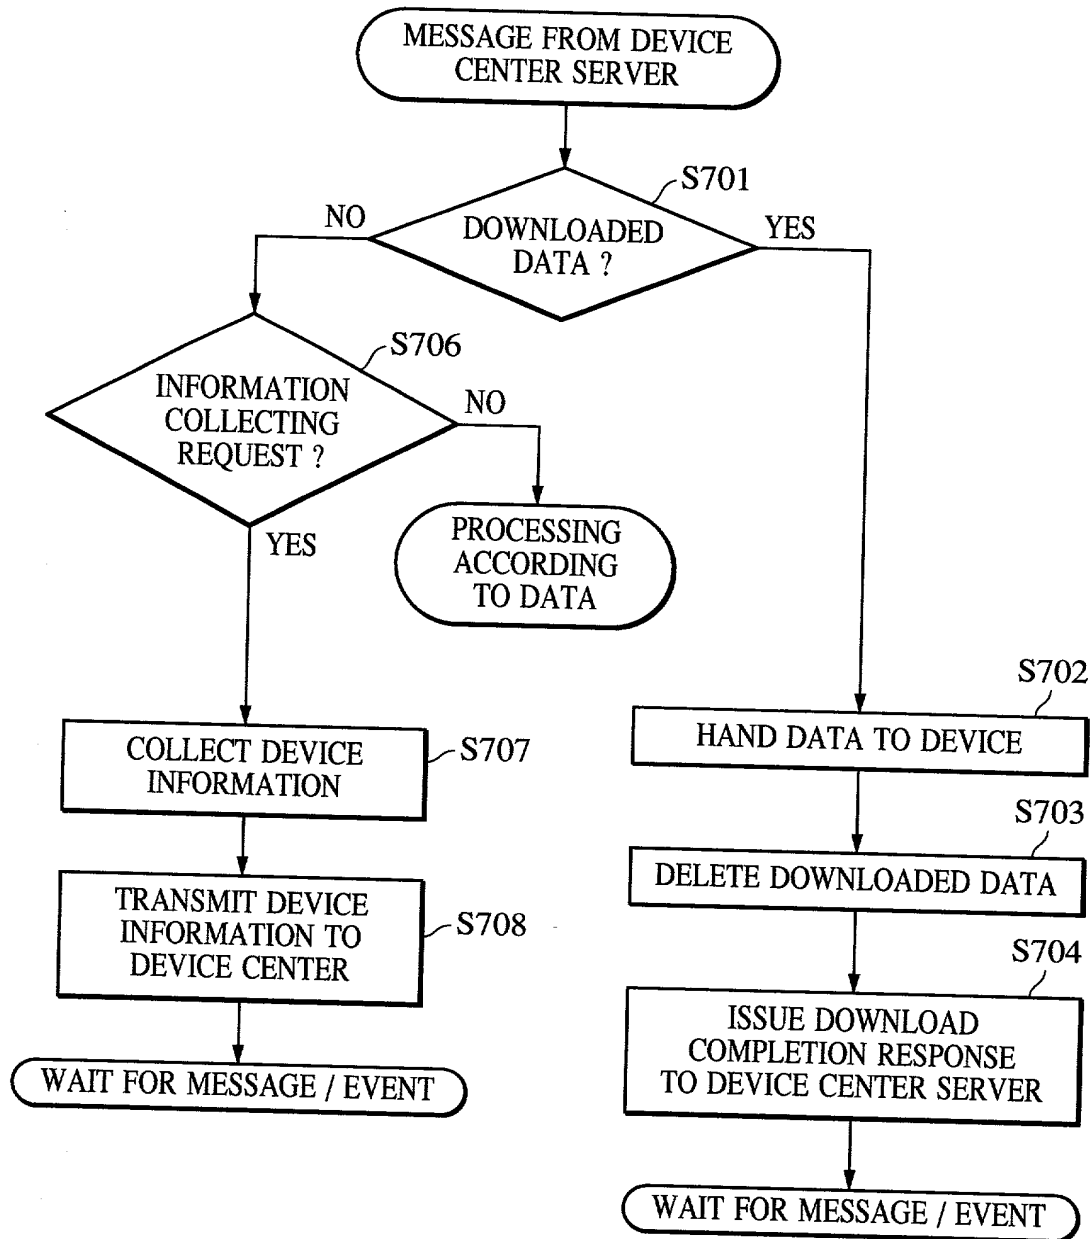 MESSAGE FROM DEVICE
CENTER SERVER
S701
NO
DOWNLOADED
DATA ?
YES
S706
INFORMATION
COLLECTING
REQUEST ?
NO
YES
PROCESSING
ACCORDING
TO DATA
S702
HAND DATA TO DEVICE
COLLECT DEVICE
INFORMATION
S707
S703
DELETE DOWNLOADED DATA
TRANSMIT DEVICE
INFORMATION TO
DEVICE CENTER
S708
S704
ISSUE DOWNLOAD
COMPLETION RESPONSE
TO DEVICE CENTER SERVER
WAIT FOR MESSAGE / EVENT
WAIT FOR MESSAGE / EVENT